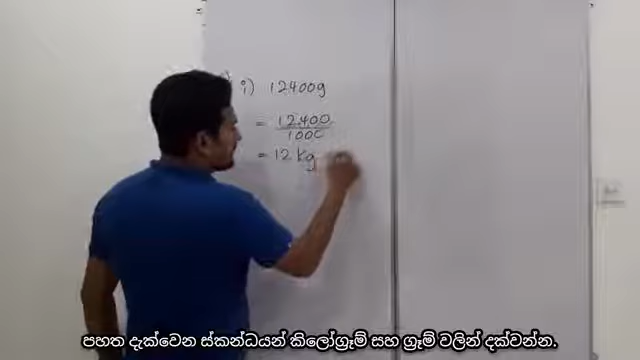 i) 12400g
= 12400
1000
= 12 kg
පහත දැක්වෙන ස්කන්ධයන් කිලෝග්‍රෑම් සහ ග්‍රෑම් වලින් දක්වන්න.